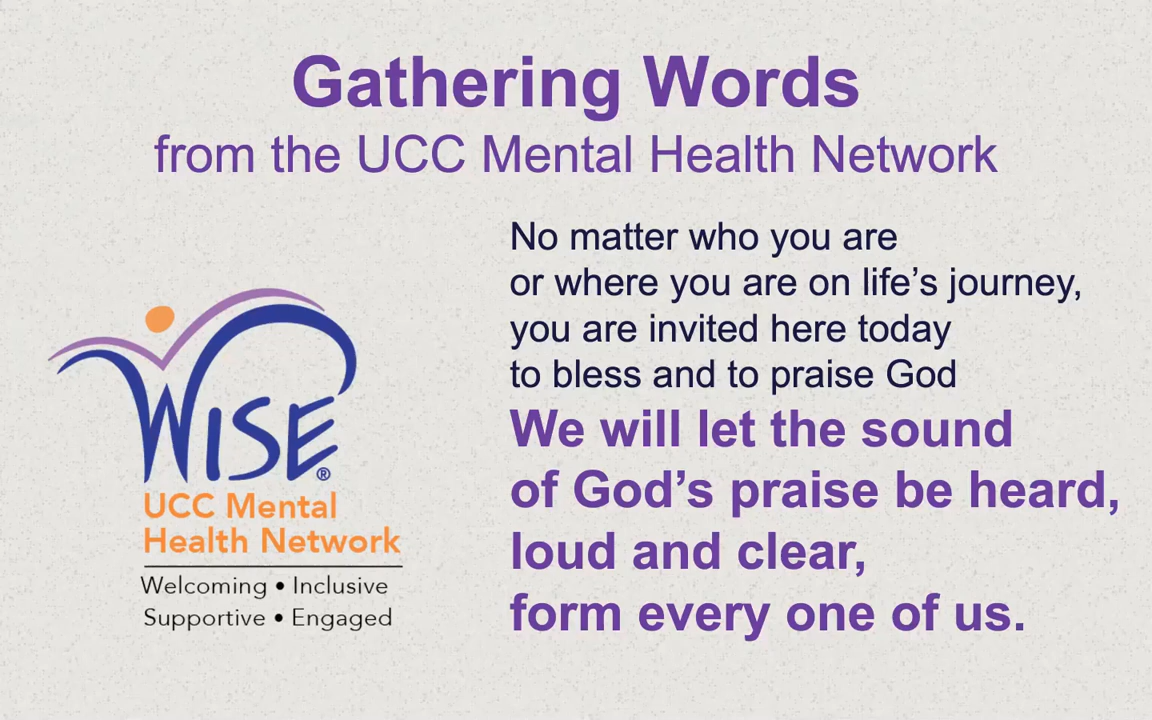 Gathering Words
from the UCC Mental Health Network
No matter who you are
or where you are on life’s journey,
you are invited here today
to bless and to praise God
We will let the sound
of God’s praise be heard,
loud and clear,
form every one of us.
WISE®
UCC Mental
Health Network
Welcoming • Inclusive
Supportive • Engaged